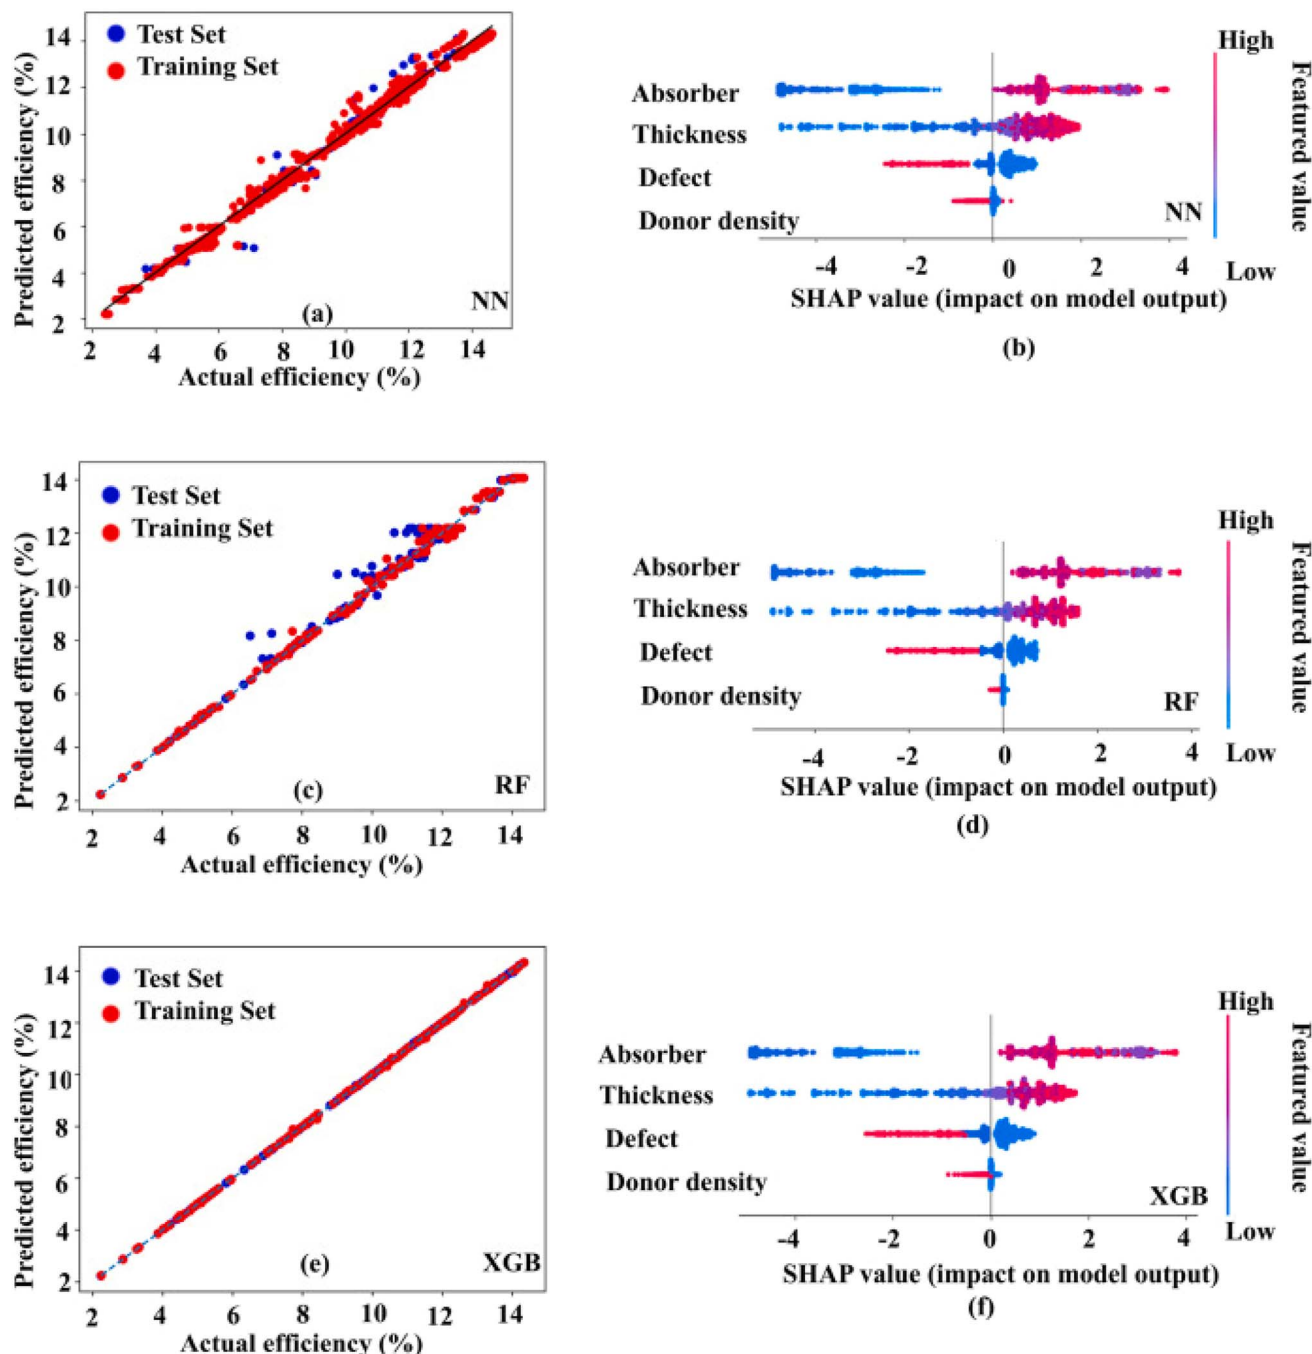 Test Set
Training Set
14
12
10
8
6
4
2
Predicted efficiency (%)
NN
(a)
2 4 6 8 10 12 14
Actual efficiency (%)
High
Absorber
Thickness
Defect
Donor density
NN
Featured value
Low
-4 -2 0 2 4
SHAP value (impact on model output)
(b)
Test Set
Training Set
14
12
10
8
6
4
2
Predicted efficiency (%)
(c)
RF
2 4 6 8 10 12 14
Actual efficiency (%)
High
Absorber
Thickness
Defect
Donor density
RF
Featured value
Low
-4 -2 0 2 4
SHAP value (impact on model output)
(d)
Test Set
Training Set
14
12
10
8
6
4
2
Predicted efficiency (%)
(e)
XGB
2 4 6 8 10 12 14
Actual efficiency (%)
High
Absorber
Thickness
Defect
Donor density
XGB
Featured value
Low
-4 -2 0 2 4
SHAP value (impact on model output)
(f)